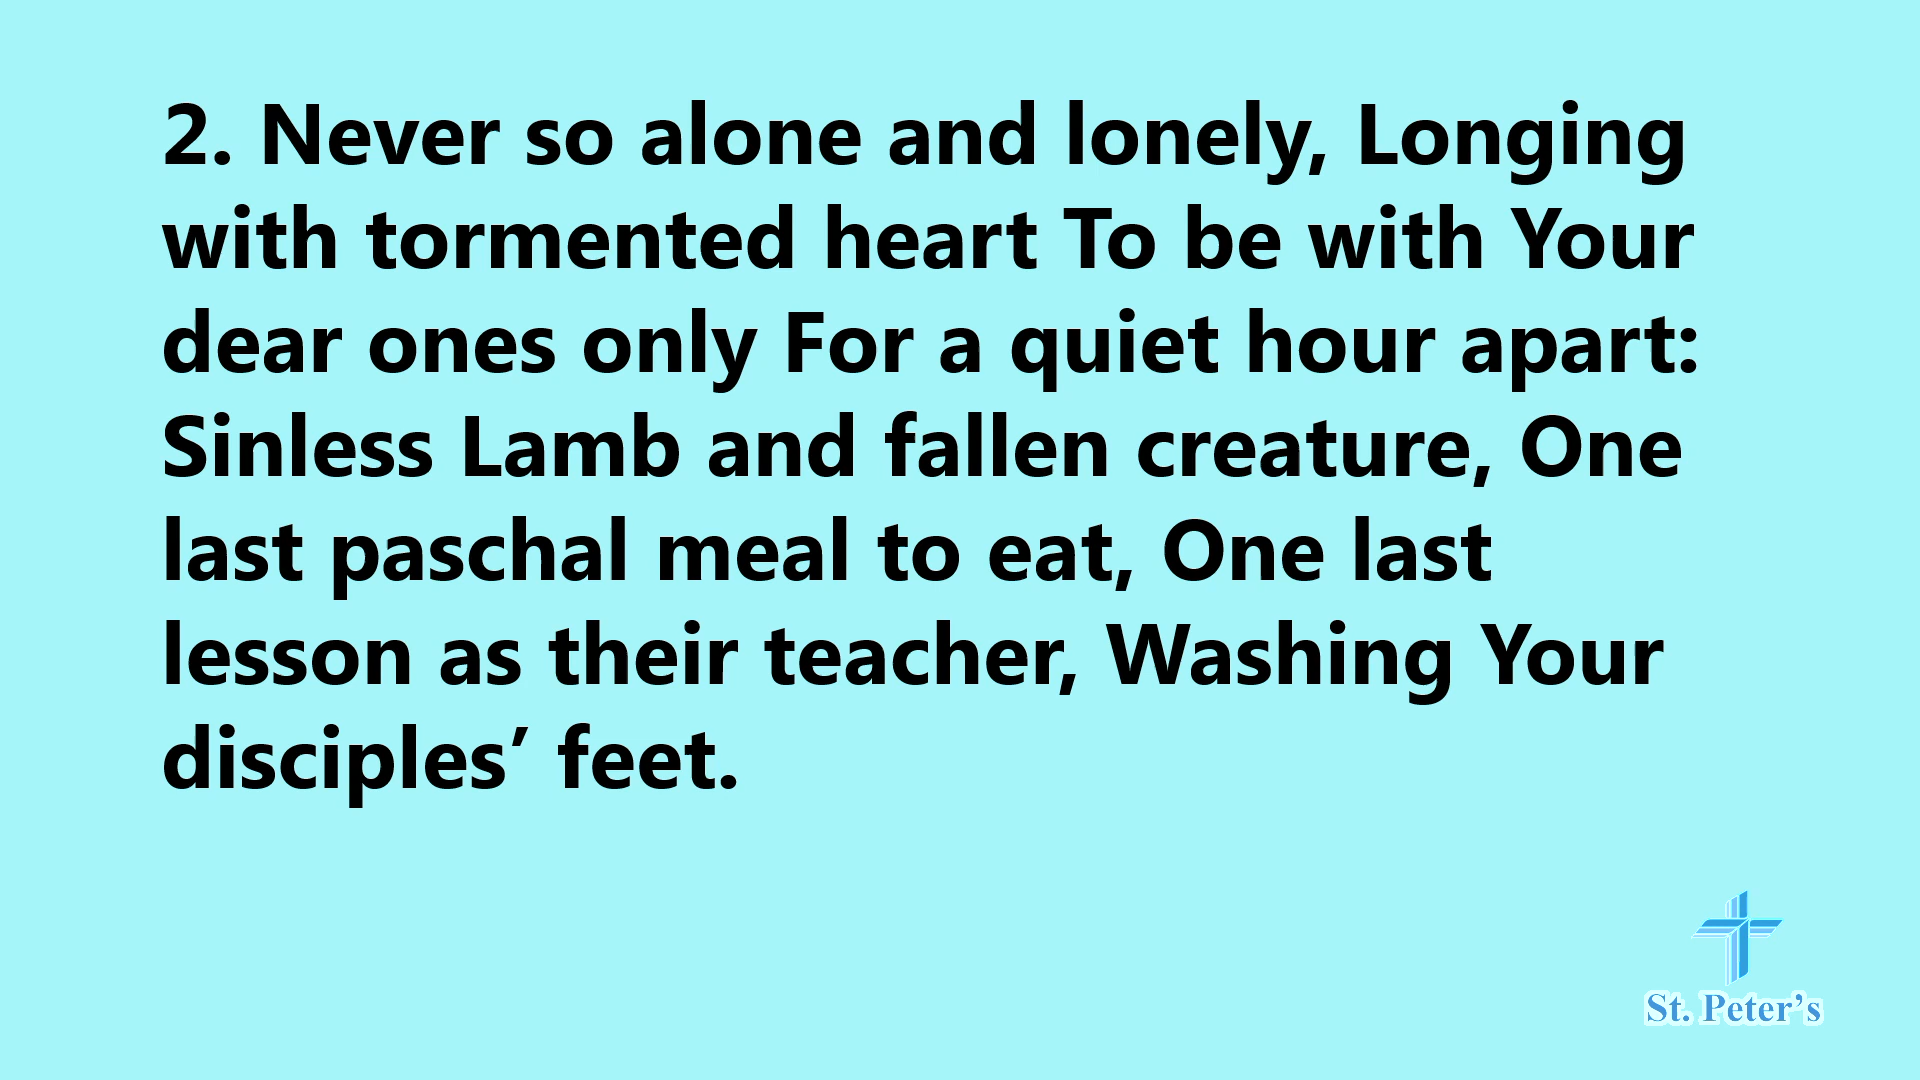 2. Never so alone and lonely, Longing
with tormented heart To be with Your
dear ones only For a quiet hour apart:
Sinless Lamb and fallen creature, One
last paschal meal to eat, One last
lesson as their teacher, Washing Your
disciples’ feet.
St. Peter’s